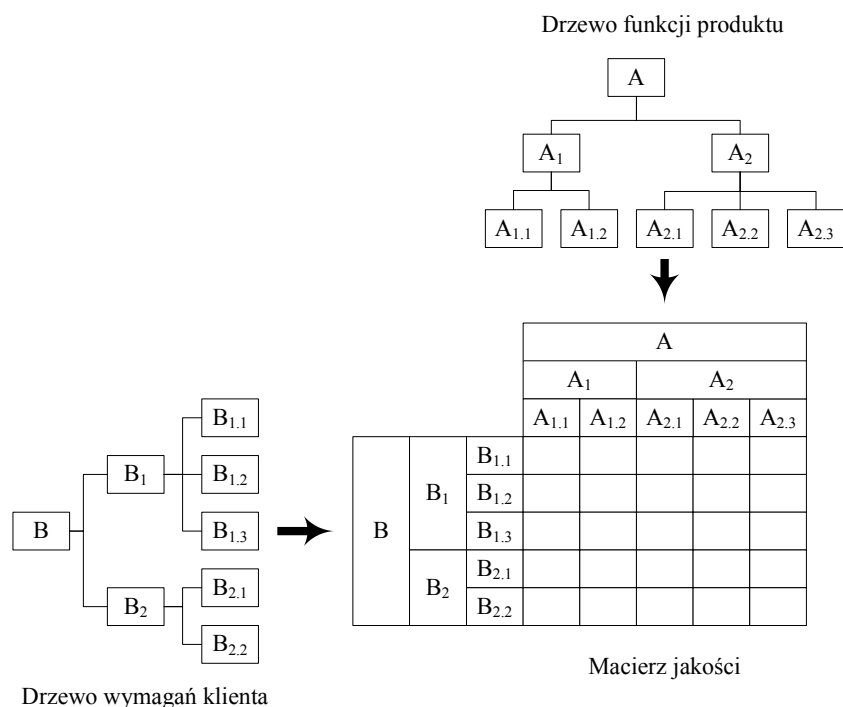 Drzewo funkcji produktu
A
A₁ A₂
A₁.₁ A₁.₂ A₂.₁ A₂.₂ A₂.₃
A
A₁ A₂
A₁.₁ A₁.₂ A₂.₁ A₂.₂ A₂.₃
B
B₁
B₂
B₁.₁
B₁.₂
B₁.₃
B₂.₁
B₂.₂
Drzewo wymagań klienta
B
B₁
B₂
B₁.₁
B₁.₂
B₁.₃
B₂.₁
B₂.₂
Macierz jakości